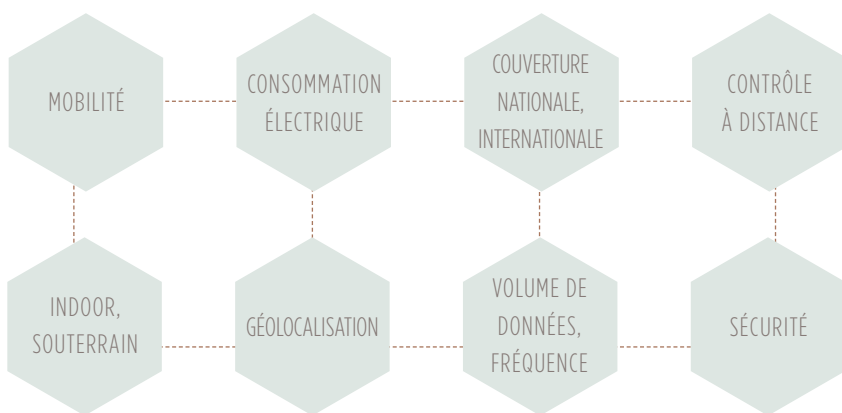 MOBILITÉ
CONSOMMATION
ÉLECTRIQUE
COUVERTURE
NATIONALE,
INTERNATIONALE
CONTRÔLE
À DISTANCE
INDOOR,
SOUTERRAIN
GÉOLOCALISATION
VOLUME DE
DONNÉES,
FRÉQUENCE
SÉCURITÉ